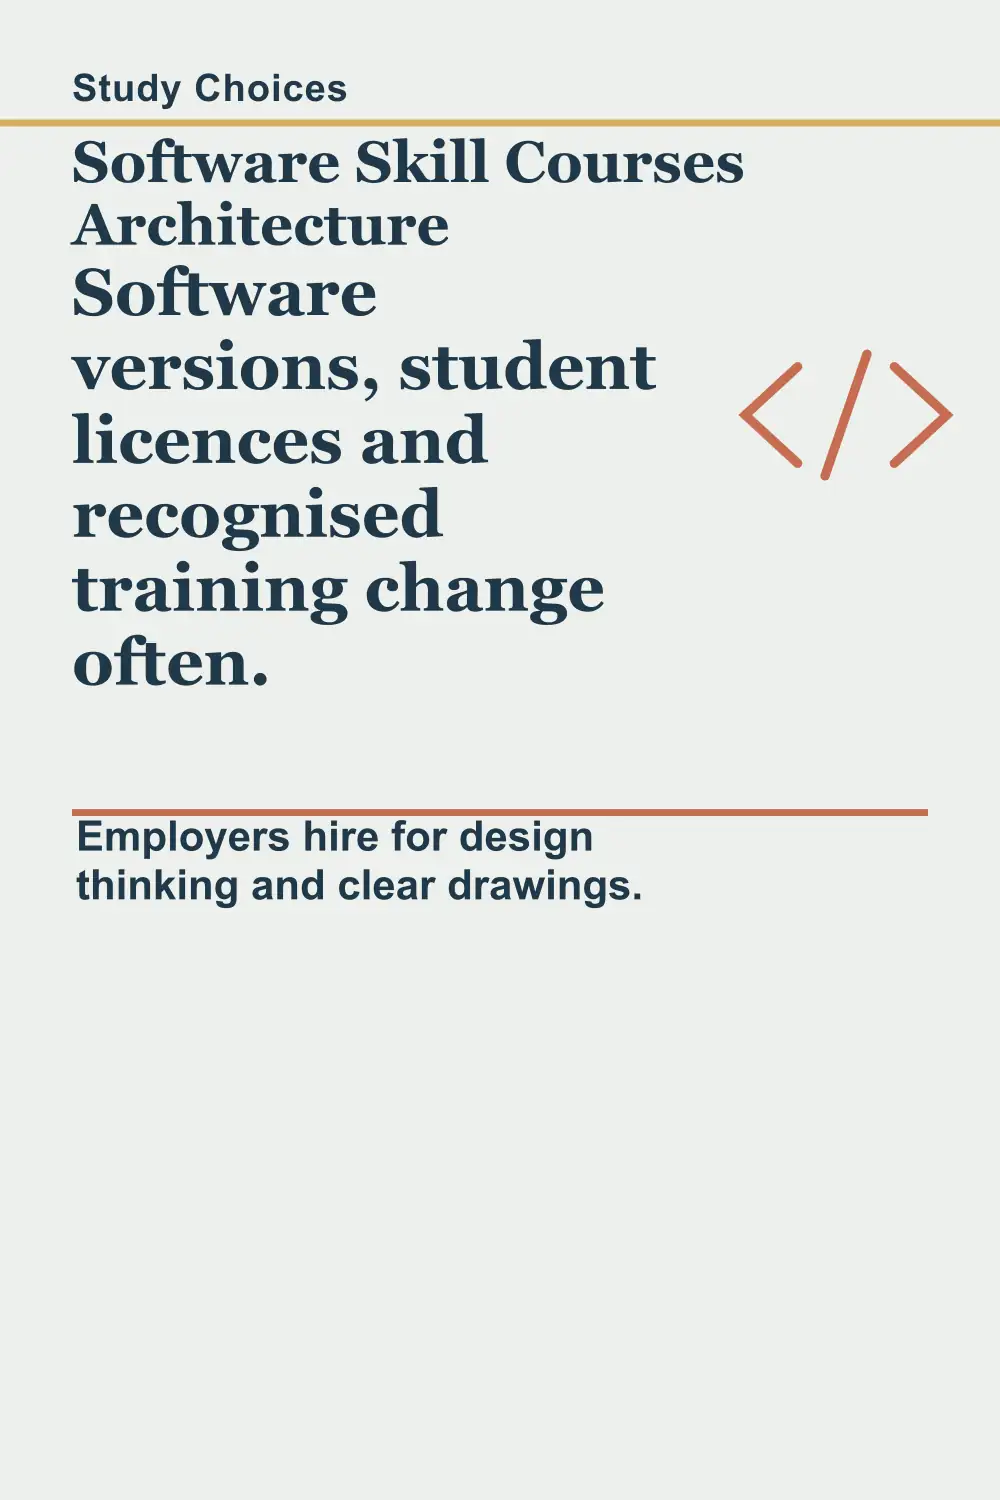 Study Choices
Software Skill Courses
Architecture
Software
versions, student
licences and
recognised
training change
often.
Employers hire for design
thinking and clear drawings.